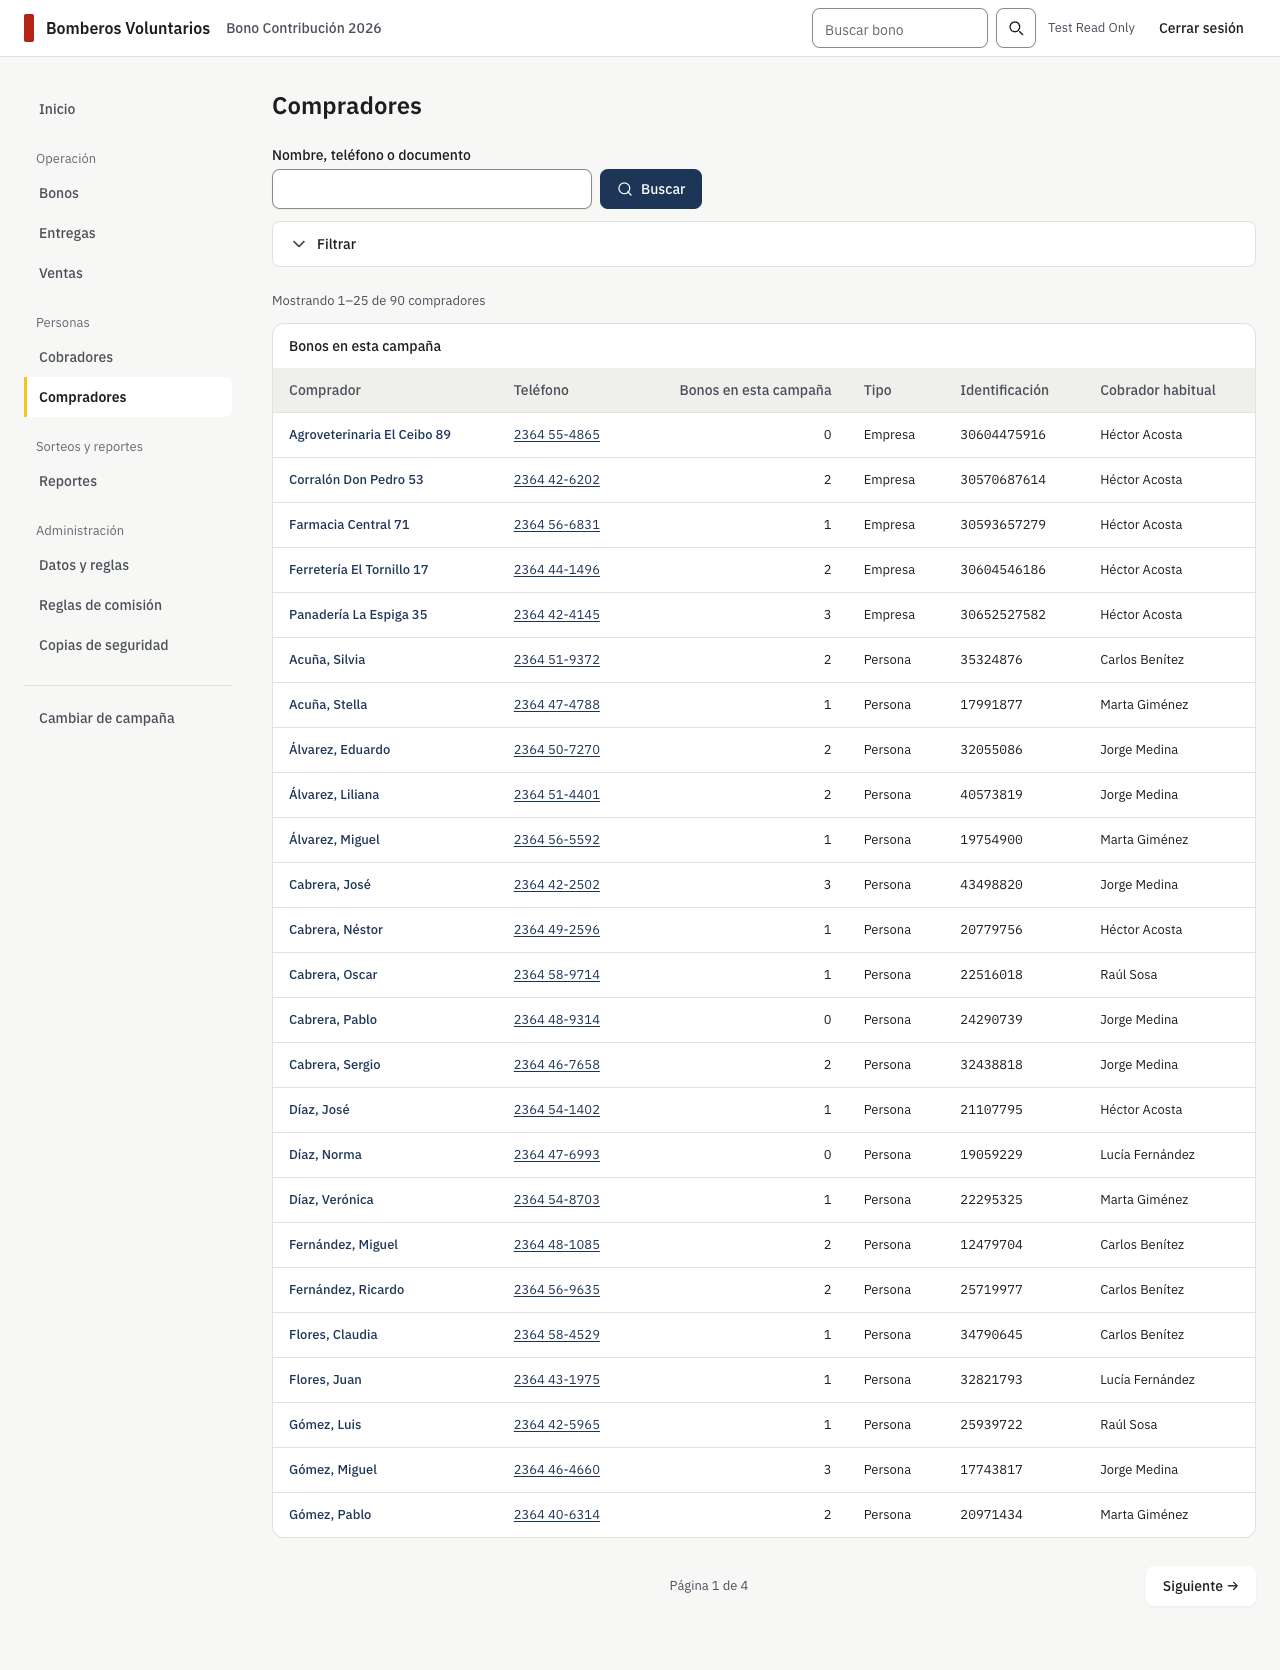 Bomberos Voluntarios Bono Contribución 2026 Buscar bono Test Read Only Cerrar sesión
Inicio
Operación
Bonos
Entregas
Ventas
Personas
Cobradores
Compradores
Sorteos y reportes
Reportes
Administración
Datos y reglas
Reglas de comisión
Copias de seguridad
Cambiar de campaña
Compradores
Nombre, teléfono o documento
Buscar
Filtrar
Mostrando 1–25 de 90 compradores
Bonos en esta campaña
Comprador Teléfono Bonos en esta campaña Tipo Identificación Cobrador habitual
Agroveterinaria El Ceibo 89 2364 55-4865 0 Empresa 30604475916 Héctor Acosta
Corralón Don Pedro 53 2364 42-6202 2 Empresa 30570687614 Héctor Acosta
Farmacia Central 71 2364 56-6831 1 Empresa 30593657279 Héctor Acosta
Ferretería El Tornillo 17 2364 44-1496 2 Empresa 30604546186 Héctor Acosta
Panadería La Espiga 35 2364 42-4145 3 Empresa 30652527582 Héctor Acosta
Acuña, Silvia 2364 51-9372 2 Persona 35324876 Carlos Benítez
Acuña, Stella 2364 47-4788 1 Persona 17991877 Marta Giménez
Álvarez, Eduardo 2364 50-7270 2 Persona 32055086 Jorge Medina
Álvarez, Liliana 2364 51-4401 2 Persona 40573819 Jorge Medina
Álvarez, Miguel 2364 56-5592 1 Persona 19754900 Marta Giménez
Cabrera, José 2364 42-2502 3 Persona 43498820 Jorge Medina
Cabrera, Néstor 2364 49-2596 1 Persona 20779756 Héctor Acosta
Cabrera, Oscar 2364 58-9714 1 Persona 22516018 Raúl Sosa
Cabrera, Pablo 2364 48-9314 0 Persona 24290739 Jorge Medina
Cabrera, Sergio 2364 46-7658 2 Persona 32438818 Jorge Medina
Díaz, José 2364 54-1402 1 Persona 21107795 Héctor Acosta
Díaz, Norma 2364 47-6993 0 Persona 19059229 Lucía Fernández
Díaz, Verónica 2364 54-8703 1 Persona 22295325 Marta Giménez
Fernández, Miguel 2364 48-1085 2 Persona 12479704 Carlos Benítez
Fernández, Ricardo 2364 56-9635 2 Persona 25719977 Carlos Benítez
Flores, Claudia 2364 58-4529 1 Persona 34790645 Carlos Benítez
Flores, Juan 2364 43-1975 1 Persona 32821793 Lucía Fernández
Gómez, Luis 2364 42-5965 1 Persona 25939722 Raúl Sosa
Gómez, Miguel 2364 46-4660 3 Persona 17743817 Jorge Medina
Gómez, Pablo 2364 40-6314 2 Persona 20971434 Marta Giménez
Página 1 de 4 Siguiente →